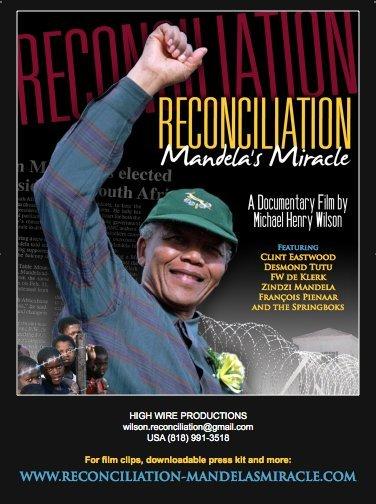 RECONCILIATION
RECONCILIATION
Mandela's Miracle
elected
South Afri
A Documentary Film by
Michael Henry Wilson
FEATURING
CLINT EASTWOOD
DESMOND TUTU
FW DE KLERK
ZINDZI MANDELA
FRANÇOIS PIENAAR
AND THE SPRINGBOKS
HIGH WIRE PRODUCTIONS
wilson.reconciliation@gmail.com
USA (818) 991-3518
For film clips, downloadable press kit and more:
WWW.RECONCILIATION-MANDELASMIRACLE.COM